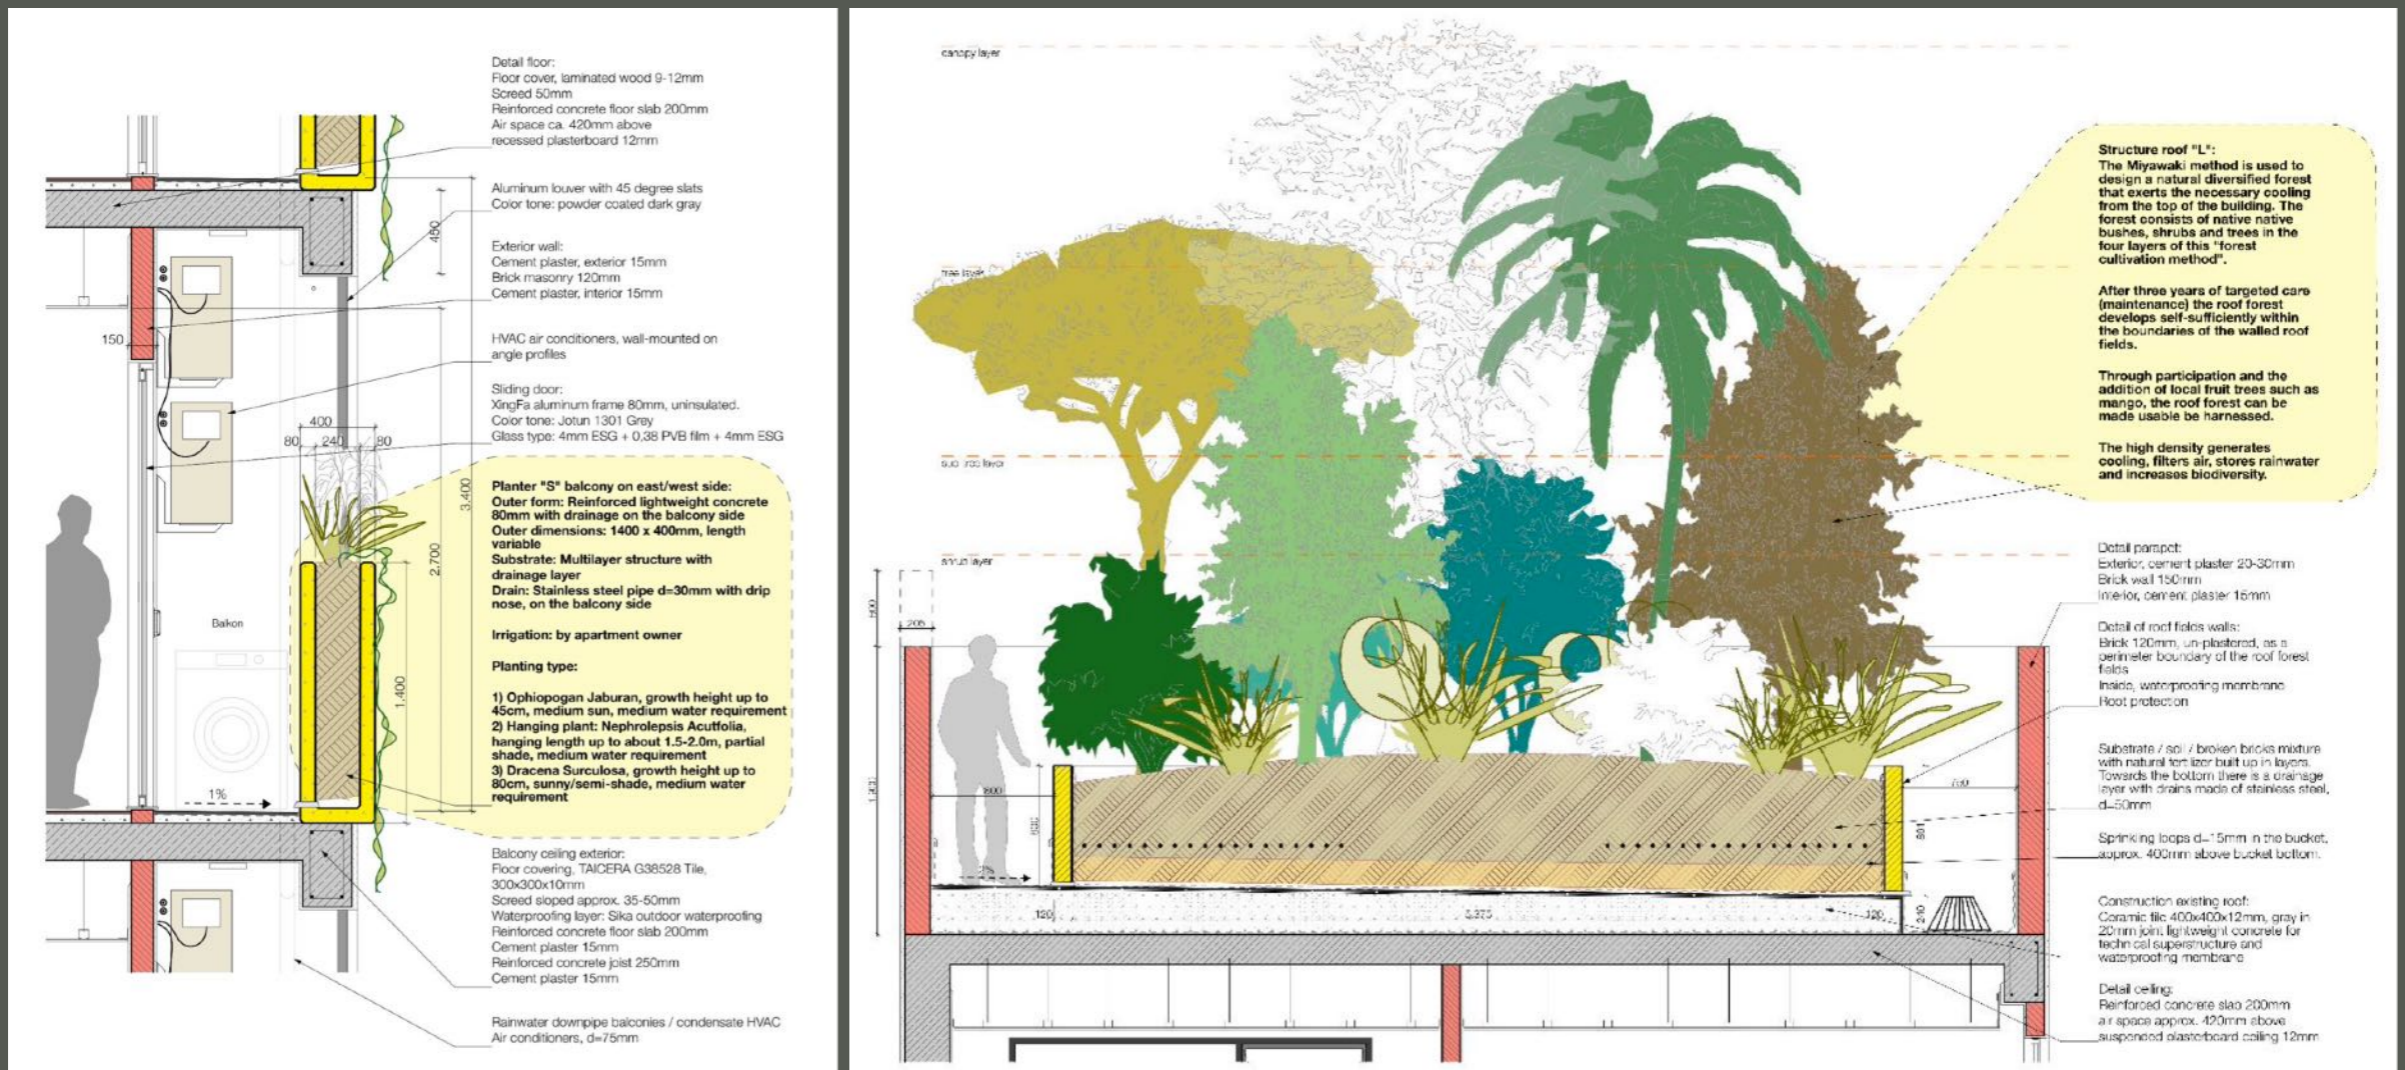 Detail floor:
Floor cover, laminated wood 9-12mm
Screed 50mm
Reinforced concrete floor slab 200mm
Air space ca. 420mm above
recessed plasterboard 12mm
Aluminum louver with 45 degree slats
Color tone: powder coated dark gray
Exterior wall:
Cement plaster, exterior 15mm
Brick masonry 120mm
Cement plaster, interior 15mm
HVAC air conditioners, wall-mounted on
angle profiles
Sliding door:
XingFa aluminum frame 80mm, uninsulated.
Color tone: Jotun 1301 Grey
Glass type: 4mm ESG + 0,38 PVB film + 4mm ESG
Planter "S" balcony on east/west side:
Outer form: Reinforced lightweight concrete
80mm with drainage on the balcony side
Outer dimensions: 1400 x 400mm, length
variable
Substrate: Multilayer structure with
drainage layer
Drain: Stainless steel pipe d=30mm with drip
nose, on the balcony side
Irrigation: by apartment owner
Planting type:
1) Ophiopogan Jaburan, growth height up to
45cm, medium sun, medium water requirement
2) Hanging plant: Nephrolepsis Acutfolia,
hanging length up to about 1.5-2.0m, partial
shade, medium water requirement
3) Dracena Surculosa, growth height up to
80cm, sunny/semi-shade, medium water
requirement
Balcony ceiling exterior:
Floor covering, TAICERA G38528 Tile,
300x300x10mm
Screed sloped approx. 35-50mm
Waterproofing layer: Sika outdoor waterproofing
Reinforced concrete floor slab 200mm
Cement plaster 15mm
Reinforced concrete joist 250mm
Cement plaster 15mm
Rainwater downpipe balconies / condensate HVAC
Air conditioners, d=75mm
450
150
400
80 240 80
3,400
2,700
1,400
Balkon
1%
canopy layer
tree layer
sub tree layer
shrub layer
205
800
120
5,375
120
240
Structure roof "L":
The Miyawaki method is used to
design a natural diversified forest
that exerts the necessary cooling
from the top of the building. The
forest consists of native native
bushes, shrubs and trees in the
four layers of this "forest
cultivation method".
After three years of targeted care
(maintenance) the roof forest
develops self-sufficiently within
the boundaries of the walled roof
fields.
Through participation and the
addition of local fruit trees such as
mango, the roof forest can be
made usable be harnessed.
The high density generates
cooling, filters air, stores rainwater
and increases biodiversity.
Detail parapet:
Exterior, cement plaster 20-30mm
Brick wall 150mm
Interior, cement plaster 15mm
Detail of roof fields walls:
Brick 120mm, un-plastered, as a
perimeter boundary of the roof forest
fields
Inside, waterproofing membrane
Root protection
Substrate / soil / broken bricks mixture
with natural fertilizer built up in layers.
Towards the bottom there is a drainage
layer with drains made of stainless steel,
d=50mm
Sprinkling loops d=15mm in the bucket,
approx. 400mm above bucket bottom.
Construction existing roof:
Ceramic tile 400x400x12mm, gray in
20mm joint lightweight concrete for
technical superstructure and
waterproofing membrane
Detail ceiling:
Reinforced concrete slab 200mm
air space approx. 420mm above
suspended plasterboard ceiling 12mm